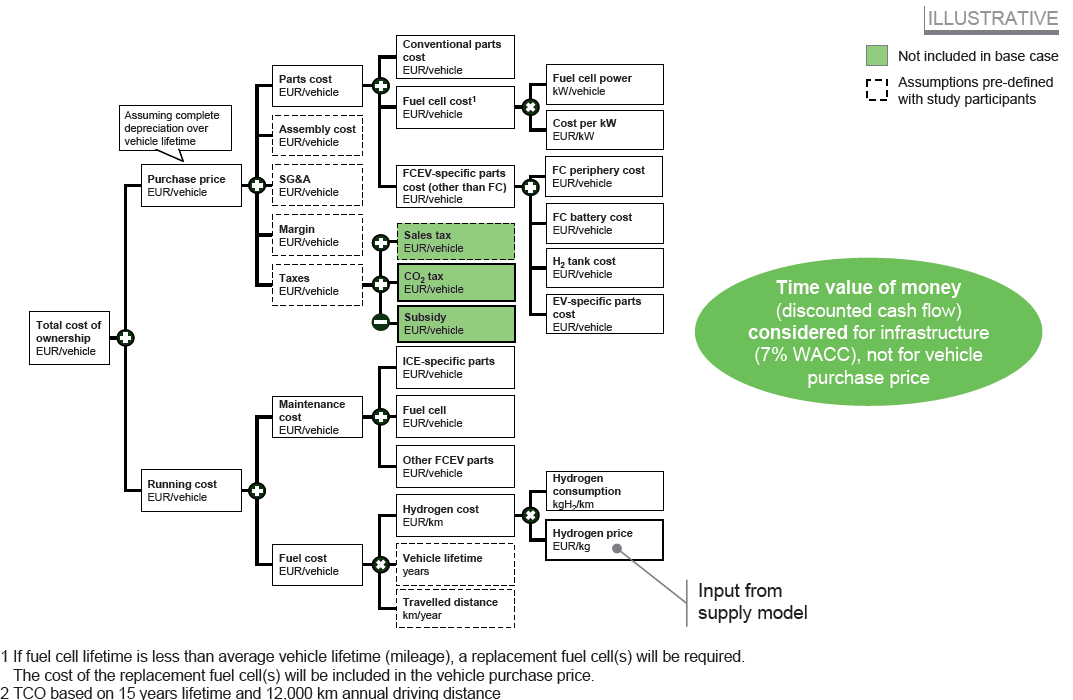 ILLUSTRATIVE
Not included in base case
Assumptions pre-defined
with study participants
Assuming complete
depreciation over
vehicle lifetime
Total cost of
ownership
EUR/vehicle
Purchase price
EUR/vehicle
Parts cost
EUR/vehicle
Assembly cost
EUR/vehicle
SG&A
EUR/vehicle
Margin
EUR/vehicle
Taxes
EUR/vehicle
Conventional parts
cost
EUR/vehicle
Fuel cell cost¹
EUR/vehicle
FCEV-specific parts
cost (other than FC)
EUR/vehicle
Sales tax
EUR/vehicle
CO₂ tax
EUR/vehicle
Subsidy
EUR/vehicle
Fuel cell power
kW/vehicle
Cost per kW
EUR/kW
FC periphery cost
EUR/vehicle
FC battery cost
EUR/vehicle
H₂ tank cost
EUR/vehicle
EV-specific parts
cost
EUR/vehicle
Running cost
EUR/vehicle
Maintenance
cost
EUR/vehicle
Fuel cost
EUR/vehicle
ICE-specific parts
EUR/vehicle
Fuel cell
EUR/vehicle
Other FCEV parts
EUR/vehicle
Hydrogen cost
EUR/km
Vehicle lifetime
years
Travelled distance
km/year
Hydrogen
consumption
kgH₂/km
Hydrogen price
EUR/kg
Input from
supply model
Time value of money
(discounted cash flow)
considered for infrastructure
(7% WACC), not for vehicle
purchase price
1 If fuel cell lifetime is less than average vehicle lifetime (mileage), a replacement fuel cell(s) will be required.
The cost of the replacement fuel cell(s) will be included in the vehicle purchase price.
2 TCO based on 15 years lifetime and 12,000 km annual driving distance